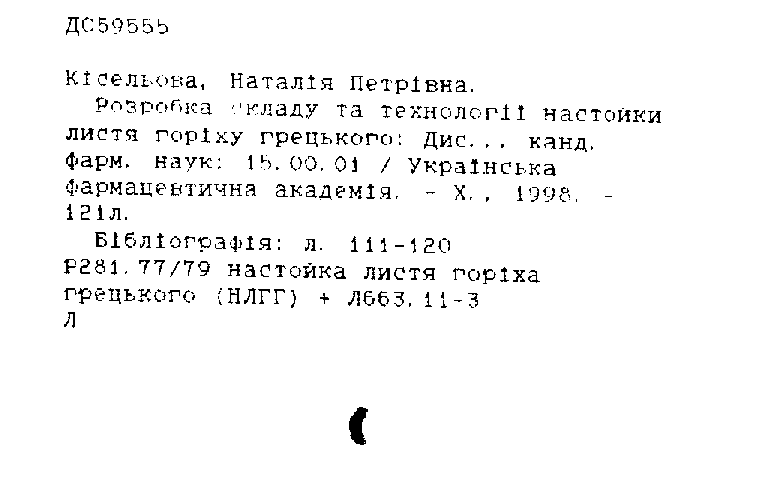 ДС59555
Кісельова, Наталія Петрівна.
Розробка складу та технології настойки
листя горіху грецького: Дис... канд.
фарм. наук: 15.00.01 / Українська
фармацевтична академія. - Х., 1998. -
121л.
Бібліографія: л. 111-120
Р281.77/79 настойка листя горіха
грецького (НЛГГ) + Л663.11-3
Л